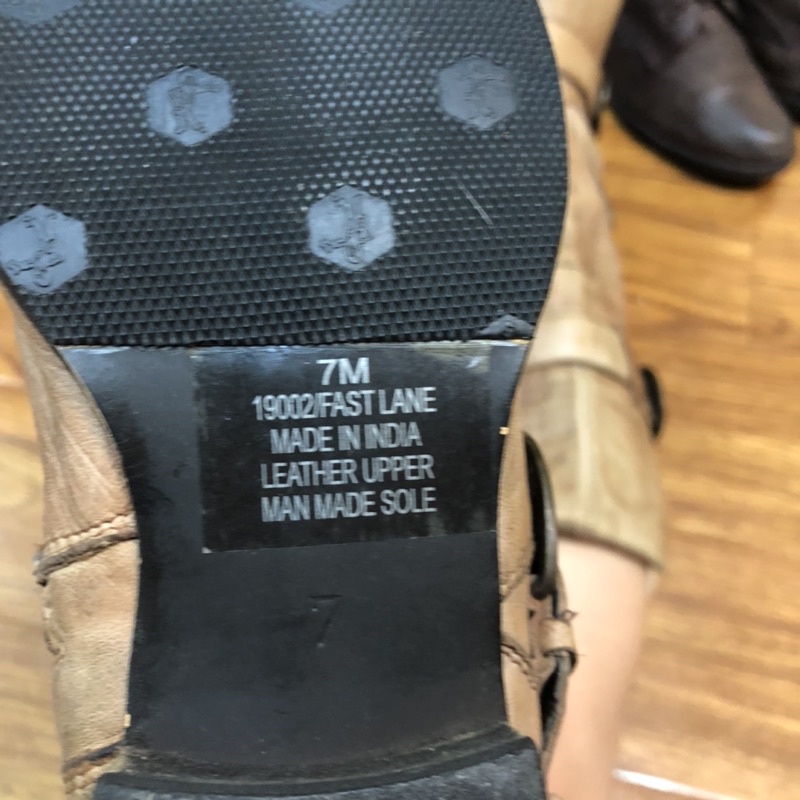 7M
19002/FAST LANE
MADE IN INDIA
LEATHER UPPER
MAN MADE SOLE
7